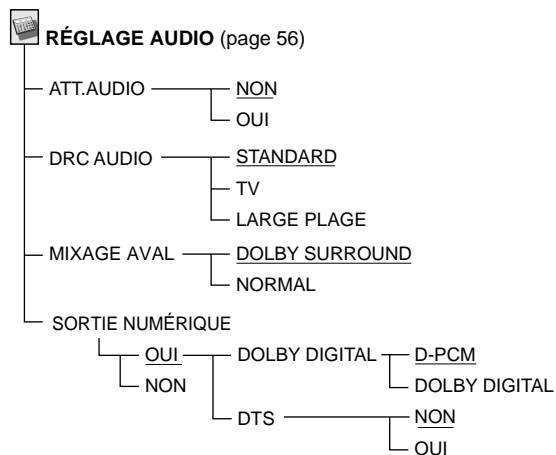 RÉGLAGE AUDIO (page 56)
ATT.AUDIO NON
OUI
DRC AUDIO STANDARD
TV
LARGE PLAGE
MIXAGE AVAL DOLBY SURROUND
NORMAL
SORTIE NUMÉRIQUE
OUI DOLBY DIGITAL D-PCM
NON DOLBY DIGITAL
DTS NON
OUI